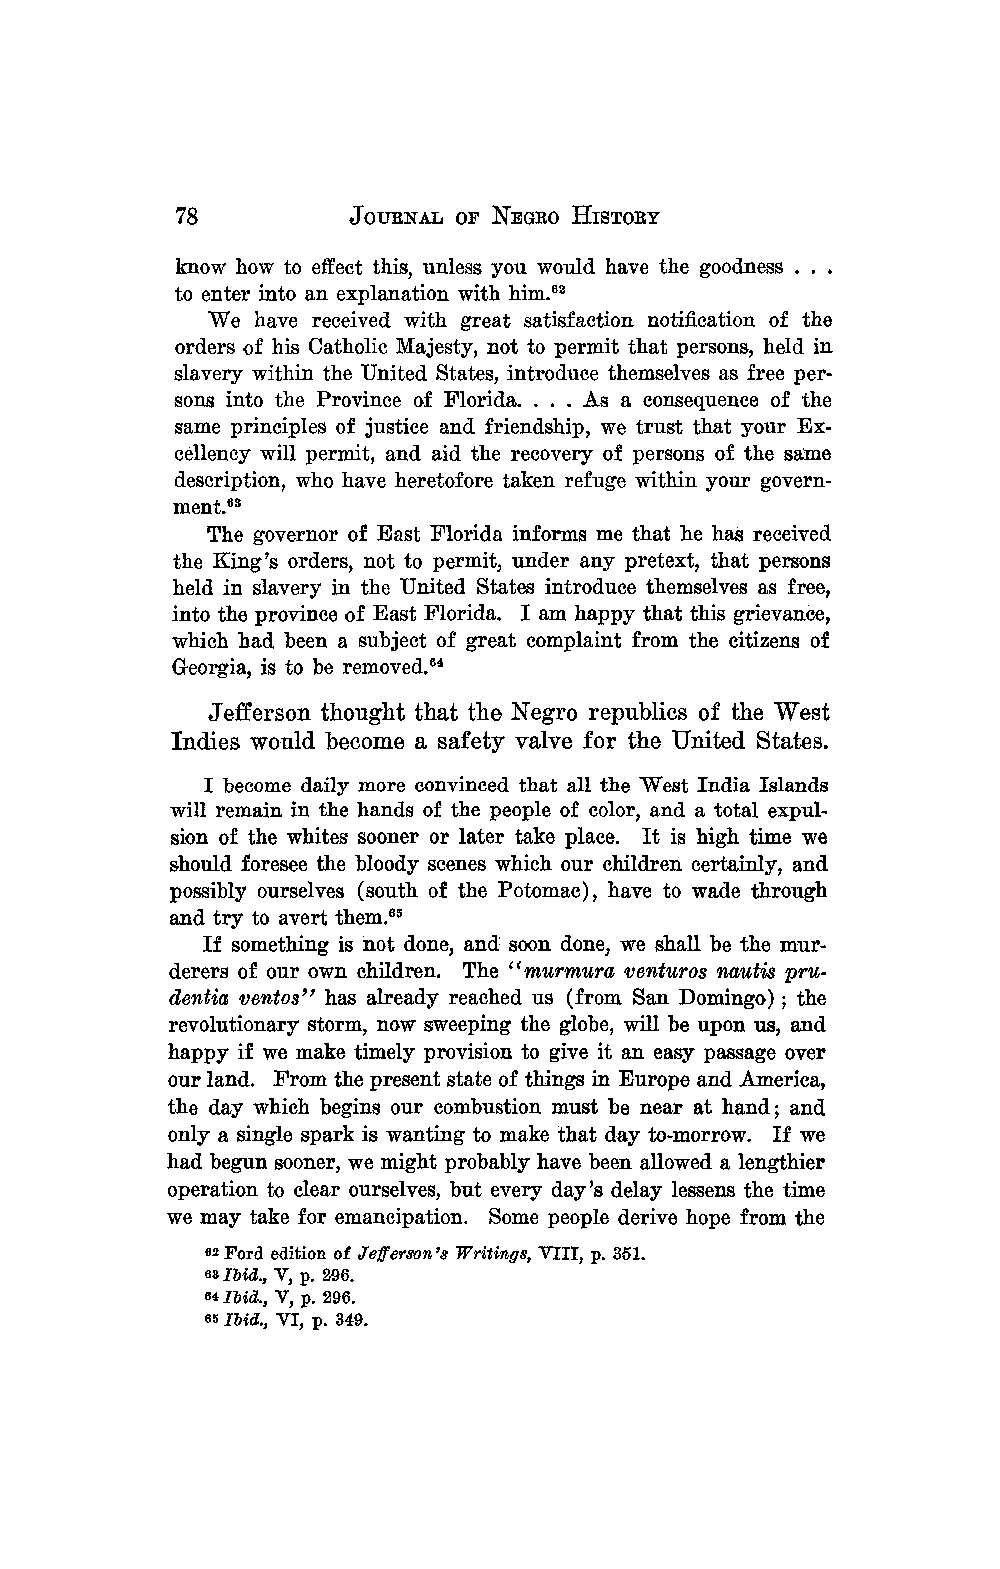 78 JOURNAL OF NEGRO HISTORY
know how to effect this, unless you would have the goodness . . .
to enter into an explanation with him.⁶²
We have received with great satisfaction notification of the
orders of his Catholic Majesty, not to permit that persons, held in
slavery within the United States, introduce themselves as free per-
sons into the Province of Florida. . . . As a consequence of the
same principles of justice and friendship, we trust that your Ex-
cellency will permit, and aid the recovery of persons of the same
description, who have heretofore taken refuge within your govern-
ment.⁶³
The governor of East Florida informs me that he has received
the King's orders, not to permit, under any pretext, that persons
held in slavery in the United States introduce themselves as free,
into the province of East Florida. I am happy that this grievance,
which had been a subject of great complaint from the citizens of
Georgia, is to be removed.⁶⁴
Jefferson thought that the Negro republics of the West
Indies would become a safety valve for the United States.
I become daily more convinced that all the West India Islands
will remain in the hands of the people of color, and a total expul-
sion of the whites sooner or later take place. It is high time we
should foresee the bloody scenes which our children certainly, and
possibly ourselves (south of the Potomac), have to wade through
and try to avert them.⁶⁵
If something is not done, and soon done, we shall be the mur-
derers of our own children. The "murmura venturos nautis pru-
dentia ventos" has already reached us (from San Domingo); the
revolutionary storm, now sweeping the globe, will be upon us, and
happy if we make timely provision to give it an easy passage over
our land. From the present state of things in Europe and America,
the day which begins our combustion must be near at hand; and
only a single spark is wanting to make that day to-morrow. If we
had begun sooner, we might probably have been allowed a lengthier
operation to clear ourselves, but every day's delay lessens the time
we may take for emancipation. Some people derive hope from the
⁶² Ford edition of Jefferson's Writings, VIII, p. 351.
⁶³ Ibid., V, p. 296.
⁶⁴ Ibid., V, p. 296.
⁶⁵ Ibid., VI, p. 349.